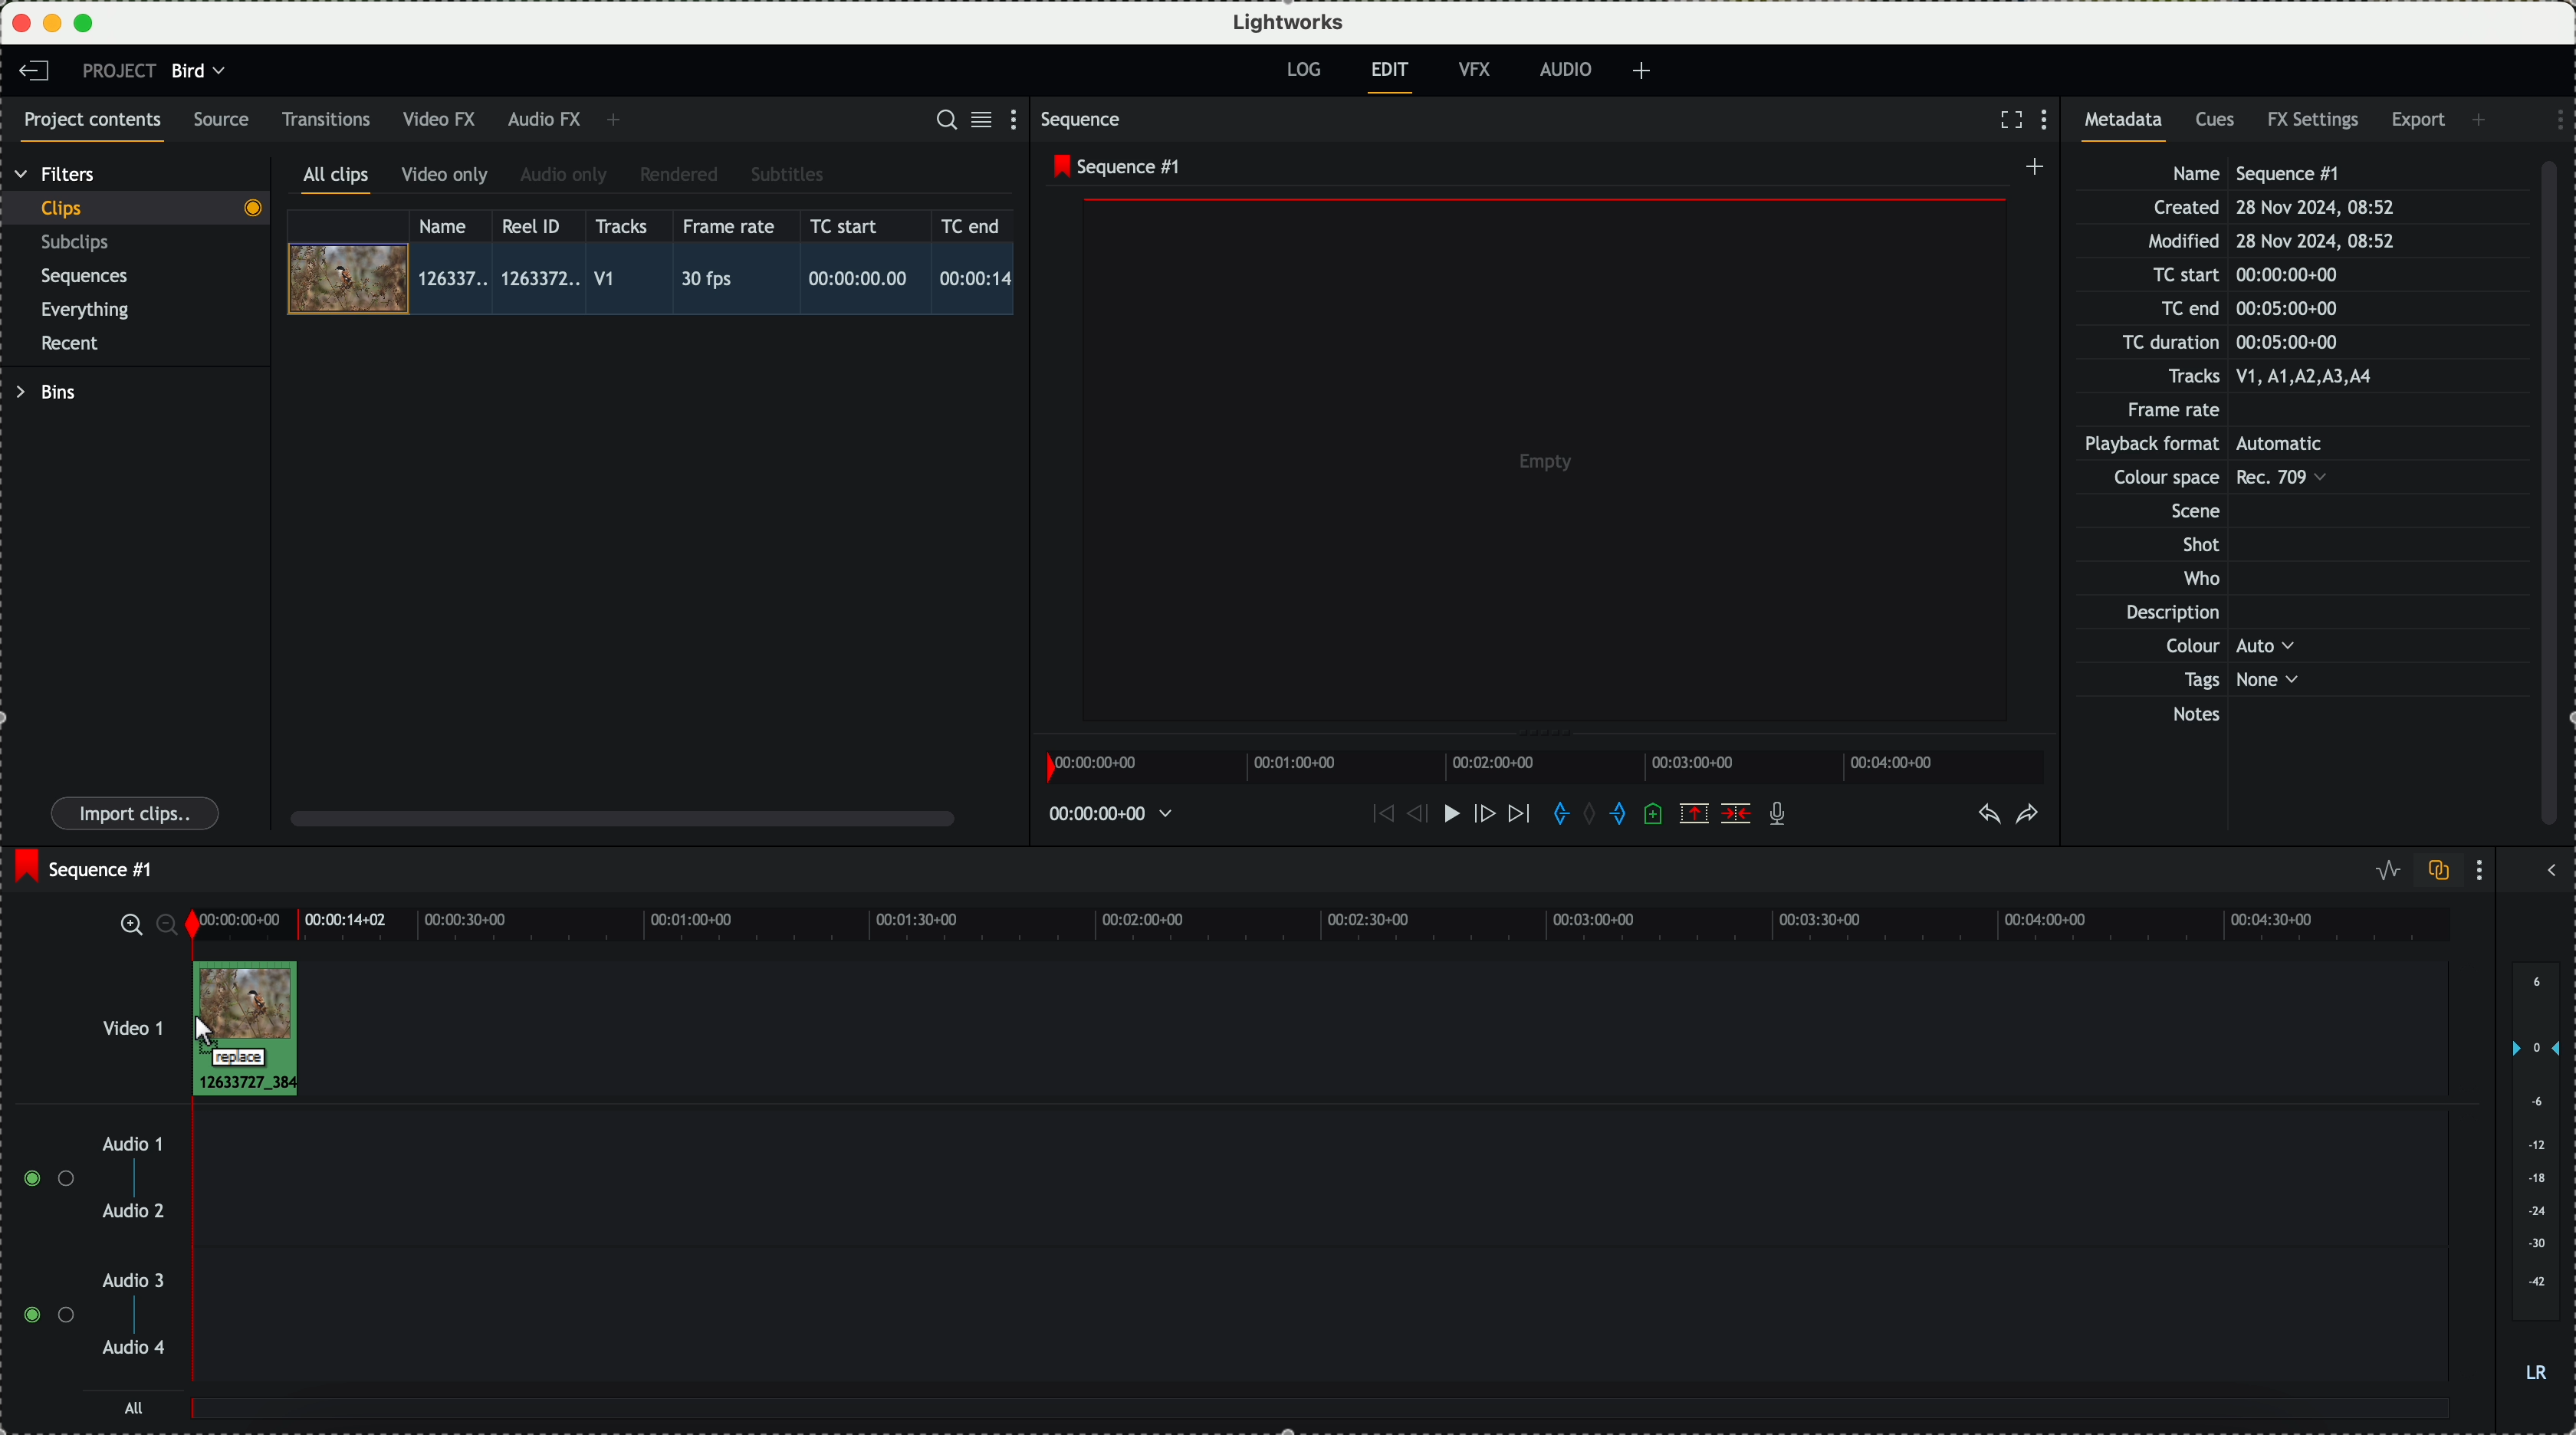 Lightworks
PROJECT Bird
LOG EDIT VFX AUDIO
Project contents Source Transitions Video FX Audio FX
Sequence
Metadata Cues FX Settings Export
Filters
Clips
Subclips
Sequences
Everything
Recent
Bins
Import clips..
All clips Video only Audio only Rendered Subtitles
Name Reel ID Tracks Frame rate TC start TC end
126337.. 1263372.. V1 30 fps 00:00:00.00 00:00:14
Sequence #1
Empty
00:00:00+00 00:01:00+00 00:02:00+00 00:03:00+00 00:04:00+00
00:00:00+00
Name Sequence #1
Created 28 Nov 2024, 08:52
Modified 28 Nov 2024, 08:52
TC start 00:00:00+00
TC end 00:05:00+00
TC duration 00:05:00+00
Tracks V1, A1,A2,A3,A4
Frame rate
Playback format Automatic
Colour space Rec. 709
Scene
Shot
Who
Description
Colour Auto
Tags None
Notes
Sequence #1
00:00:00+00 00:00:14+02 00:00:30+00 00:01:00+00 00:01:30+00 00:02:00+00 00:02:30+00 00:03:00+00 00:03:30+00 00:04:00+00 00:04:30+00
Video 1
replace
12633727_384
Audio 1
Audio 2
Audio 3
Audio 4
All
6
0
-6
-12
-18
-24
-30
-42
LR